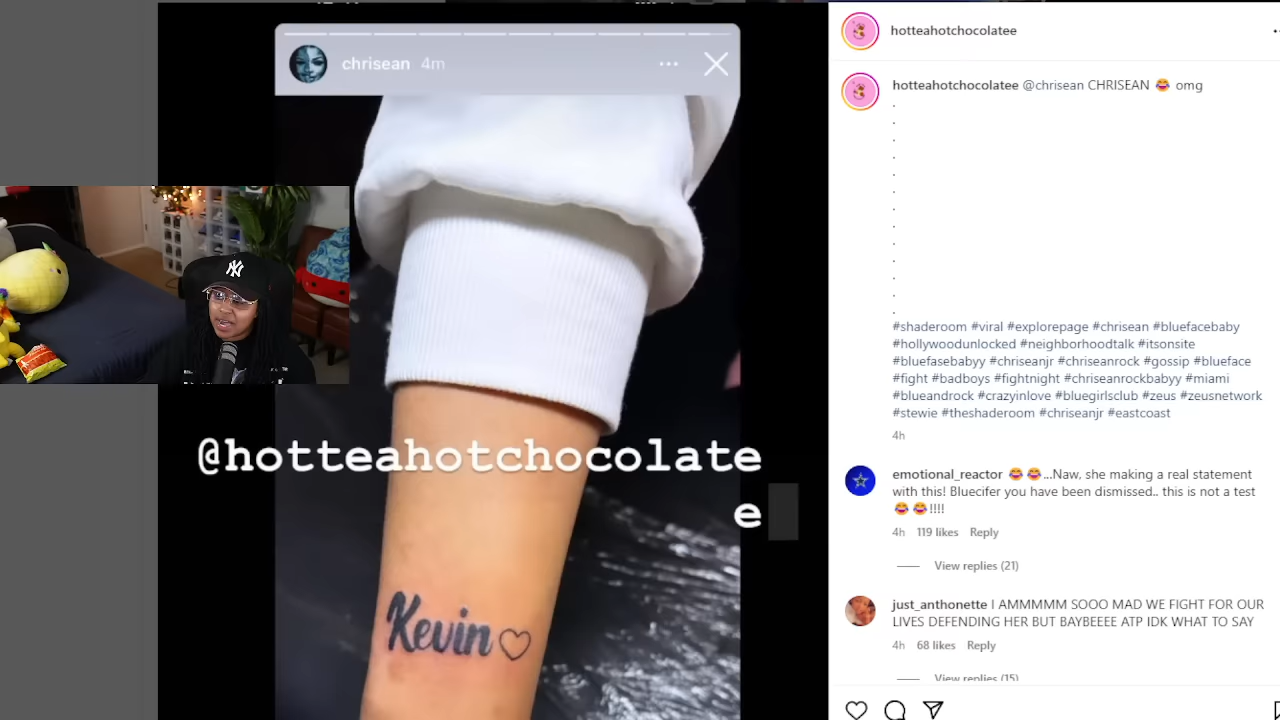 chrisean 4m
@hotteahotchocolate
e
Kevin
NY
hotteahotchocolatee
hotteahotchocolatee @chrisean CHRISEAN 😂 omg
.
.
.
.
.
.
.
.
.
.
.
.
.
#shaderoom #viral #explorepage #chrisean #bluefacebaby
#hollywoodunlocked #neighborhoodtalk #itsonsite
#bluefasebabyy #chriseanjr #chriseanrock #gossip #blueface
#fight #badboys #fightnight #chriseanrockbabyy #miami
#blueandrock #crazyinlove #bluegirlsclub #zeus #zeusnetwork
#stewie #theshaderoom #chriseanjr #eastcoast
4h
emotional_reactor 😂😂...Naw, she making a real statement
with this! Bluecifer you have been dismissed.. this is not a test
😂😂!!!!
4h 119 likes Reply
View replies (21)
just_anthonette I AMMMMM SOOO MAD WE FIGHT FOR OUR
LIVES DEFENDING HER BUT BAYBEEEE ATP IDK WHAT TO SAY
4h 68 likes Reply
View replies (15)